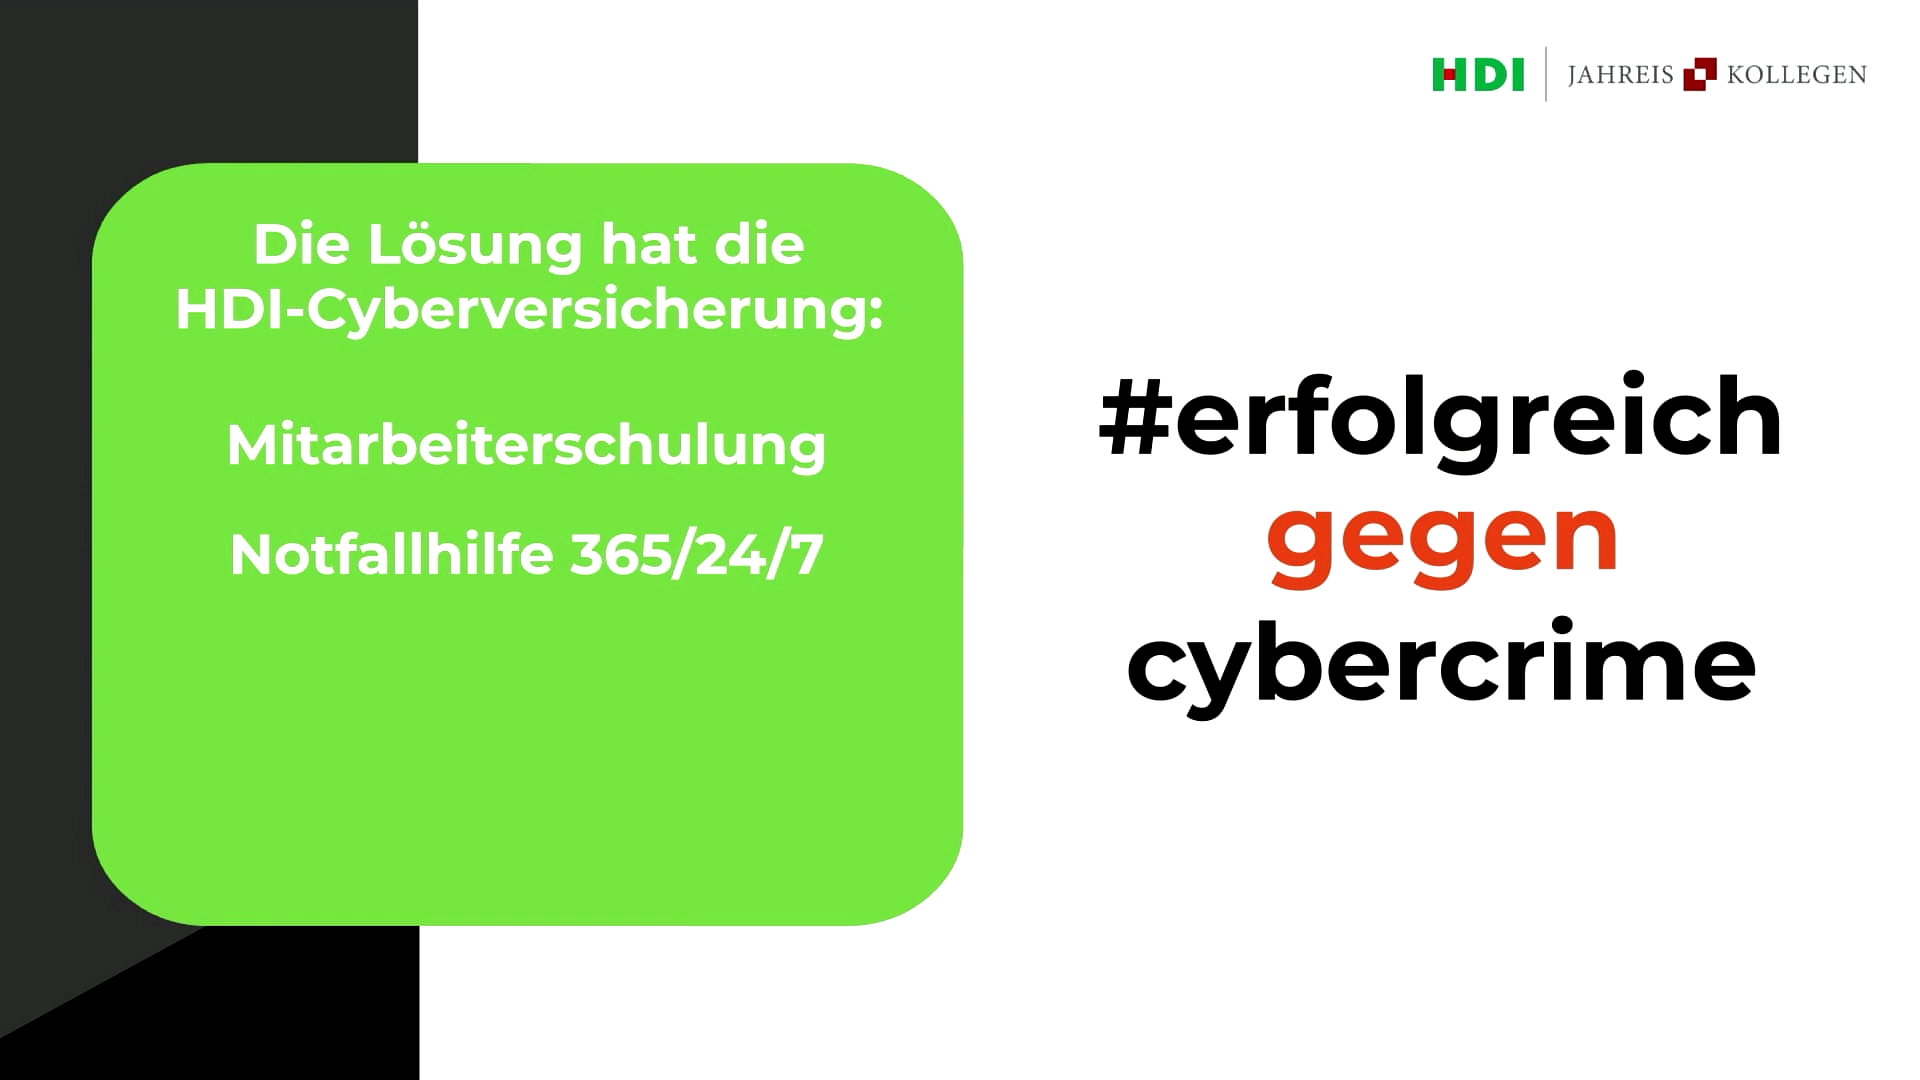 HDI JAHREIS KOLLEGEN
Die Lösung hat die
HDI-Cyberversicherung:
Mitarbeiterschulung
Notfallhilfe 365/24/7
#erfolgreich
gegen
cybercrime